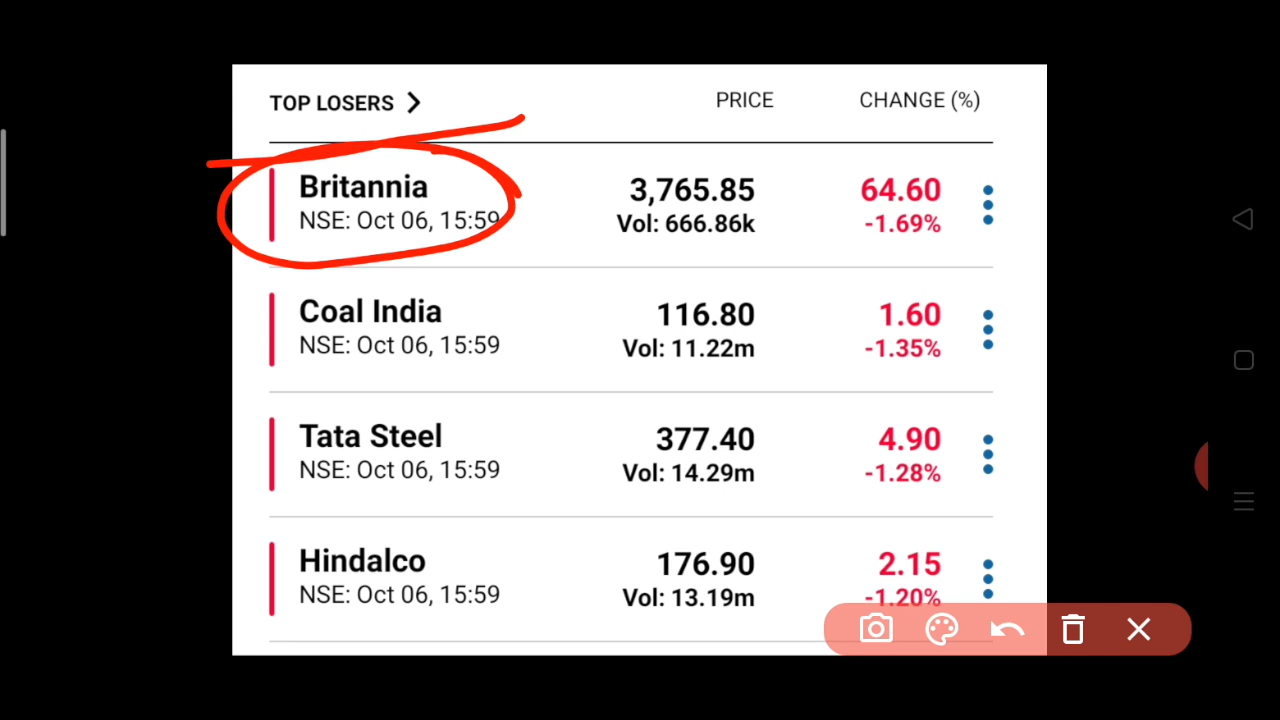 TOP LOSERS PRICE CHANGE (%)
Britannia 3,765.85 64.60
NSE: Oct 06, 15:59 Vol: 666.86k -1.69%
Coal India 116.80 1.60
NSE: Oct 06, 15:59 Vol: 11.22m -1.35%
Tata Steel 377.40 4.90
NSE: Oct 06, 15:59 Vol: 14.29m -1.28%
Hindalco 176.90 2.15
NSE: Oct 06, 15:59 Vol: 13.19m -1.20%